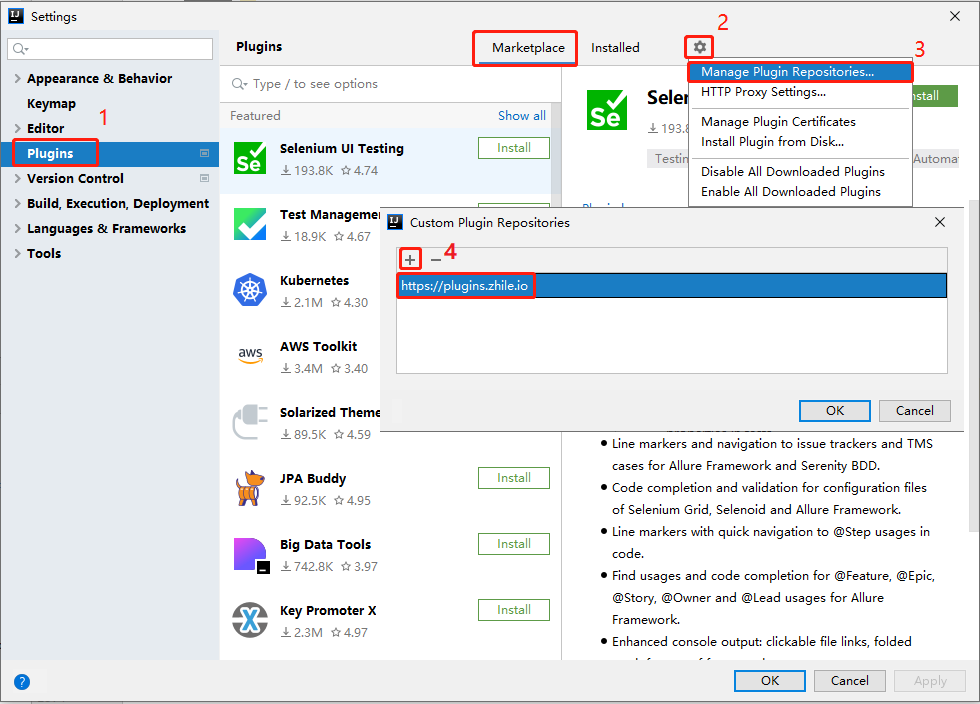 Settings
Plugins
Marketplace
Installed
2
3
Appearance & Behavior
Keymap
1
Editor
Plugins
Version Control
Build, Execution, Deployment
Languages & Frameworks
Tools
Type / to see options
Featured
Show all
Selenium UI Testing
193.8K 4.74
Install
Test Management
18.9K 4.67
Kubernetes
2.1M 4.30
AWS Toolkit
3.4M 3.40
Solarized Theme
89.5K 4.59
JPA Buddy
92.5K 4.95
Install
Big Data Tools
742.8K 3.97
Install
Key Promoter X
2.3M 4.97
Install
Manage Plugin Repositories...
HTTP Proxy Settings...
Manage Plugin Certificates
Install Plugin from Disk...
Disable All Downloaded Plugins
Enable All Downloaded Plugins
Custom Plugin Repositories
+ − 4
https://plugins.zhile.io
OK
Cancel
• Line markers and navigation to issue trackers and TMS
cases for Allure Framework and Serenity BDD.
• Code completion and validation for configuration files
of Selenium Grid, Selenoid and Allure Framework.
• Line markers with quick navigation to @Step usages in
code.
• Find usages and code completion for @Feature, @Epic,
@Story, @Owner and @Lead usages for Allure
Framework.
• Enhanced console output: clickable file links, folded
?
OK
Cancel
Apply